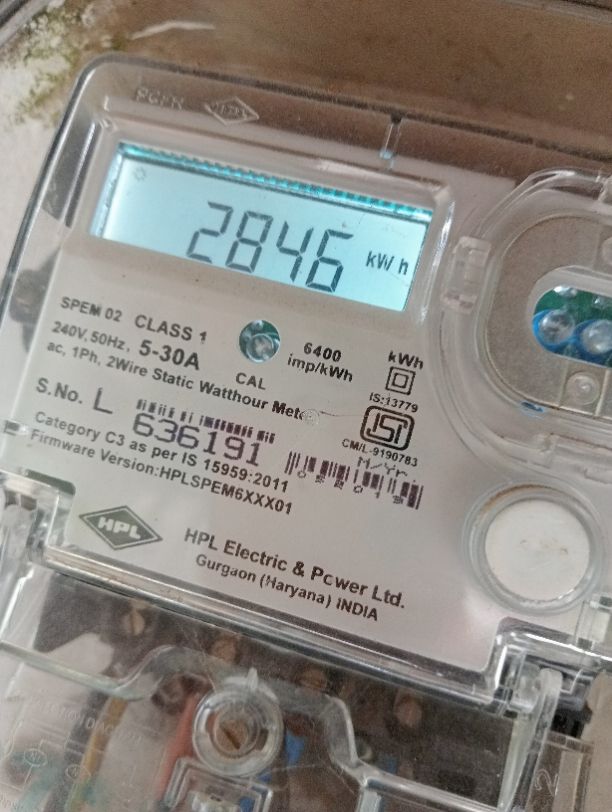 2846 kWh
SPEM 02 CLASS 1
240V, 50Hz, 5-30A
ac, 1Ph, 2Wire Static Watthour Meter
CAL
6400
imp/kWh
kWh
IS:13779
ISI
CM/L-9190783
S.No. L 636191
M/Yr.
Category C3 as per IS 15959:2011
Firmware Version:HPLSPEM6XXX01
HPL
HPL Electric & Power Ltd.
Gurgaon (Haryana) INDIA